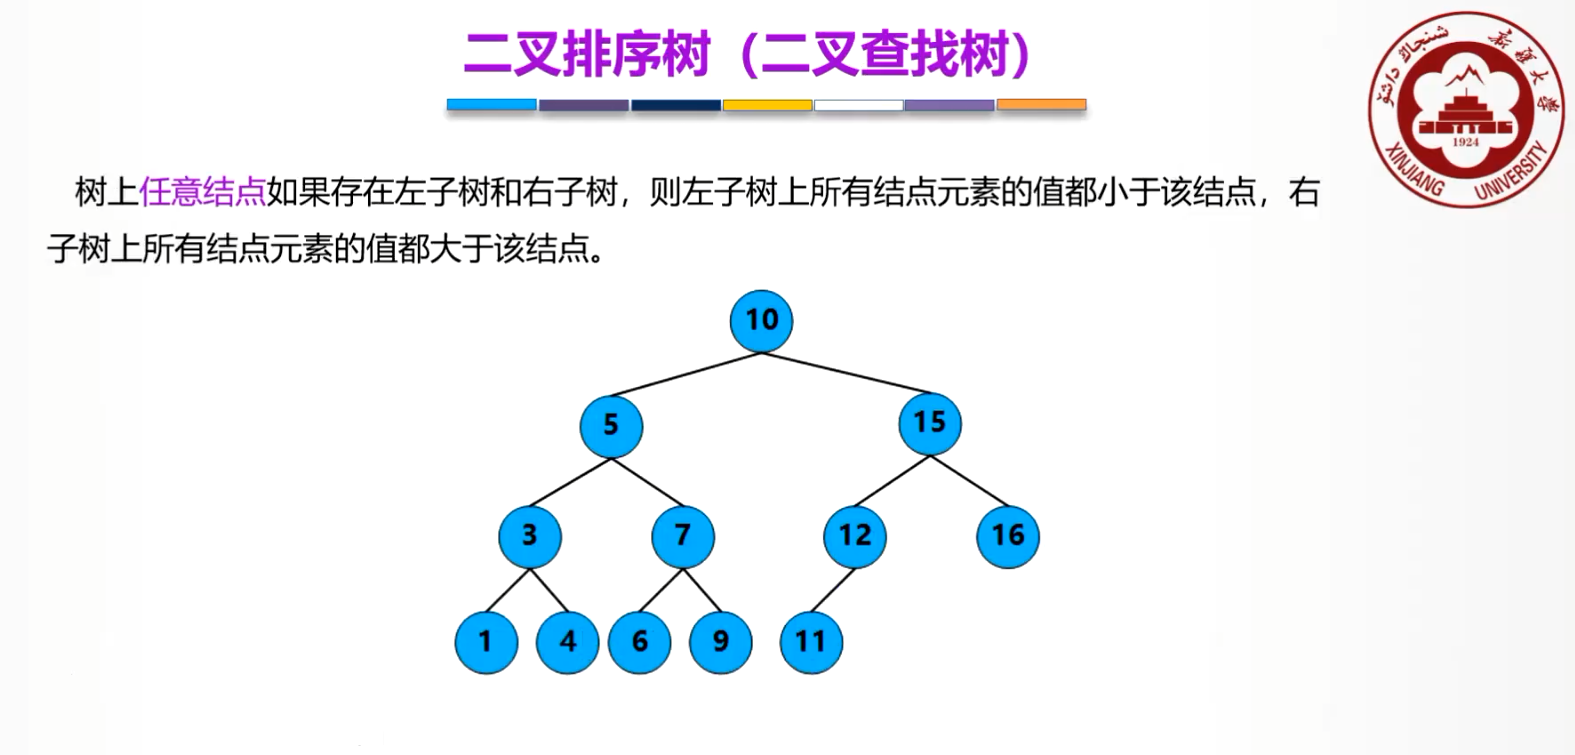 二叉排序树（二叉查找树）
شىنجاڭ داشۆ
新疆大学
1924
XINJIANG UNIVERSITY
树上任意结点如果存在左子树和右子树，则左子树上所有结点元素的值都小于该结点，右
子树上所有结点元素的值都大于该结点。
10
5 15
3 7 12 16
1 4 6 9 11